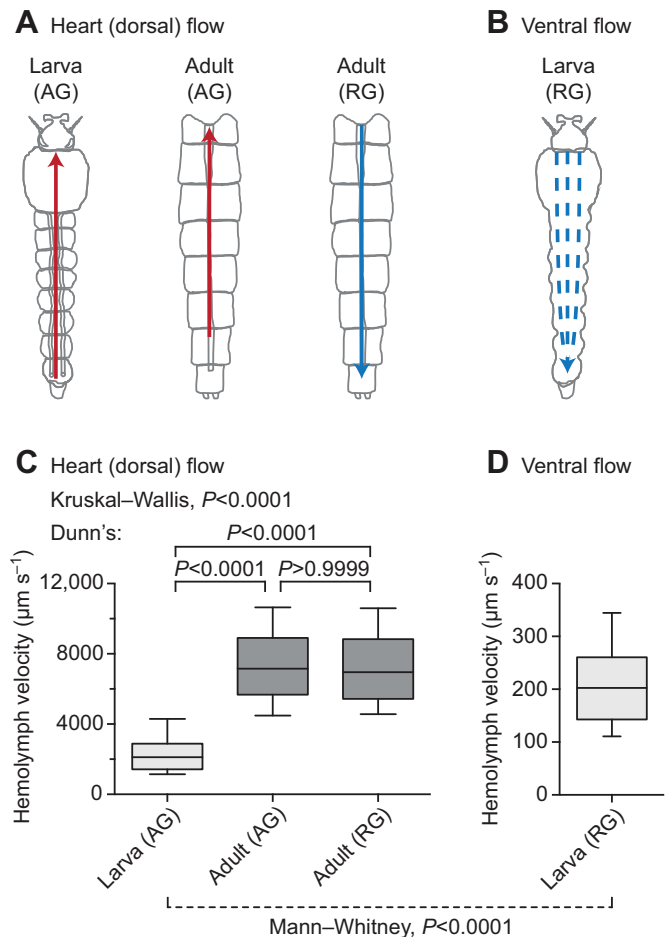 A Heart (dorsal) flow
Larva
(AG)
Adult
(AG)
Adult
(RG)
B Ventral flow
Larva
(RG)
C Heart (dorsal) flow
Kruskal–Wallis, P<0.0001
Dunn's:
P<0.0001
P<0.0001
P>0.9999
Hemolymph velocity (µm s−1)
12,000
8000
4000
0
Larva (AG)
Adult (AG)
Adult (RG)
D Ventral flow
Hemolymph velocity (µm s−1)
400
300
200
100
0
Larva (RG)
Mann–Whitney, P<0.0001